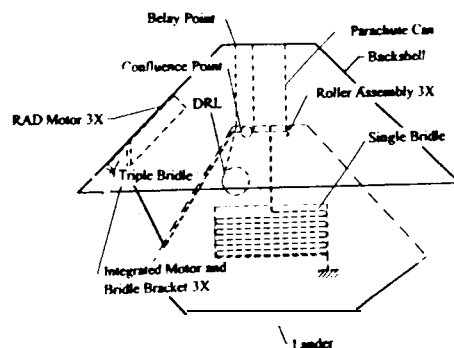 Belay Point
Parachute Can
Backshell
Confluence Point
Roller Assembly 3X
RAD Motor 3X
DRL
Single Bridle
Triple Bridle
Integrated Motor and
Bridle Bracket 3X
Lander